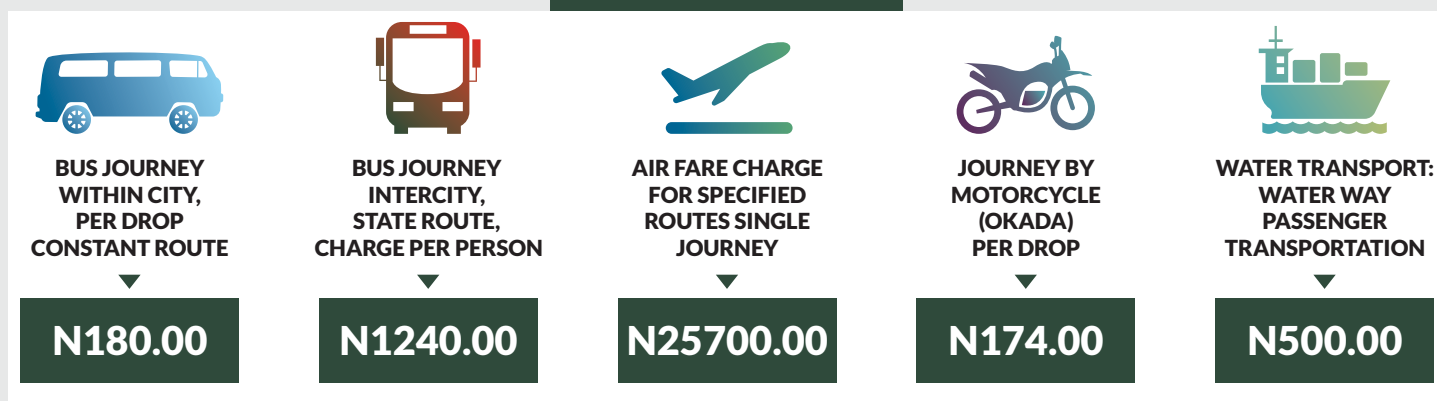 BUS JOURNEY
WITHIN CITY,
PER DROP
CONSTANT ROUTE
N180.00
BUS JOURNEY
INTERCITY,
STATE ROUTE,
CHARGE PER PERSON
N1240.00
AIR FARE CHARGE
FOR SPECIFIED
ROUTES SINGLE
JOURNEY
N25700.00
JOURNEY BY
MOTORCYCLE
(OKADA)
PER DROP
N174.00
WATER TRANSPORT:
WATER WAY
PASSENGER
TRANSPORTATION
N500.00